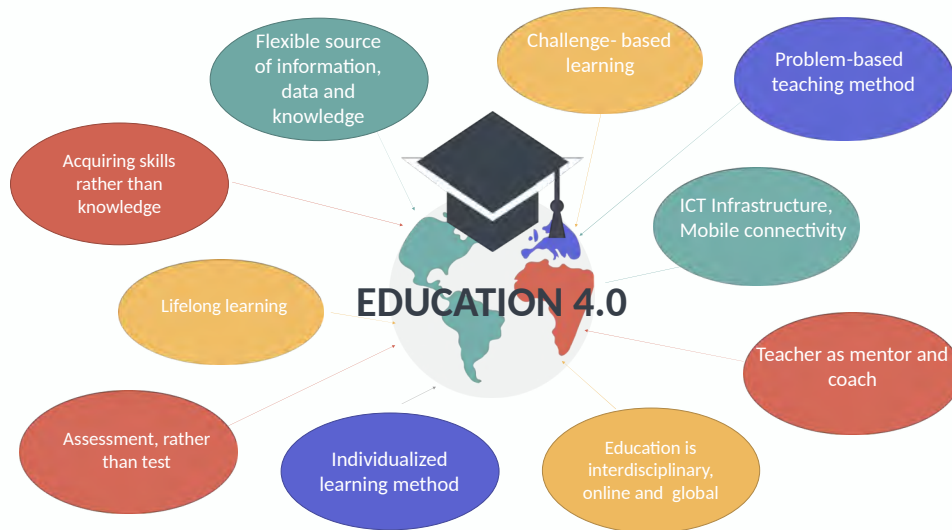 Flexible source
of information,
data and
knowledge
Challenge- based
learning
Problem-based
teaching method
Acquiring skills
rather than
knowledge
ICT Infrastructure,
Mobile connectivity
Lifelong learning
EDUCATION 4.0
Teacher as mentor and
coach
Assessment, rather
than test
Individualized
learning method
Education is
interdisciplinary,
online and global